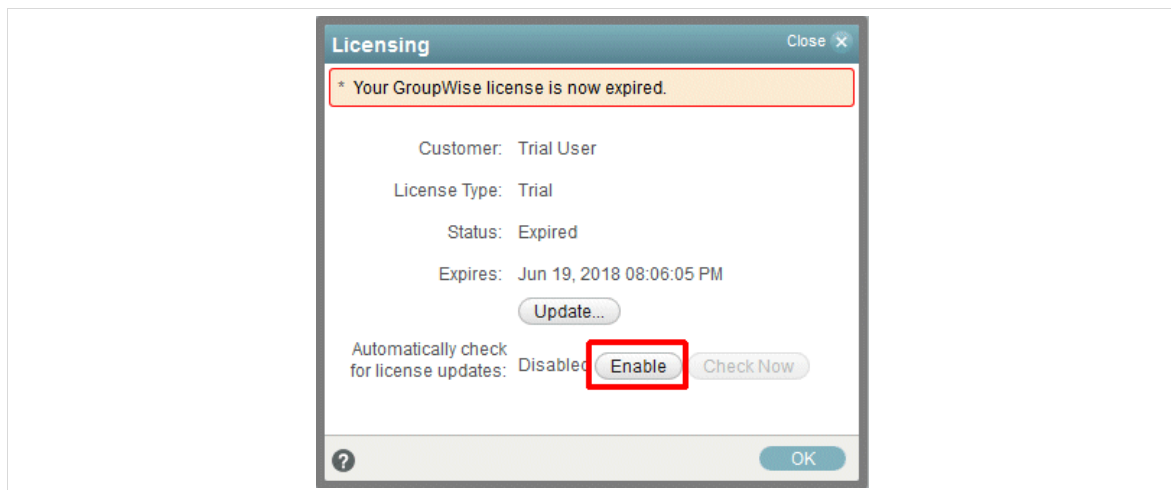 Licensing
Close ×
* Your GroupWise license is now expired.
Customer: Trial User
License Type: Trial
Status: Expired
Expires: Jun 19, 2018 08:06:05 PM
Update...
Automatically check
for license updates: Disabled Enable Check Now
? OK